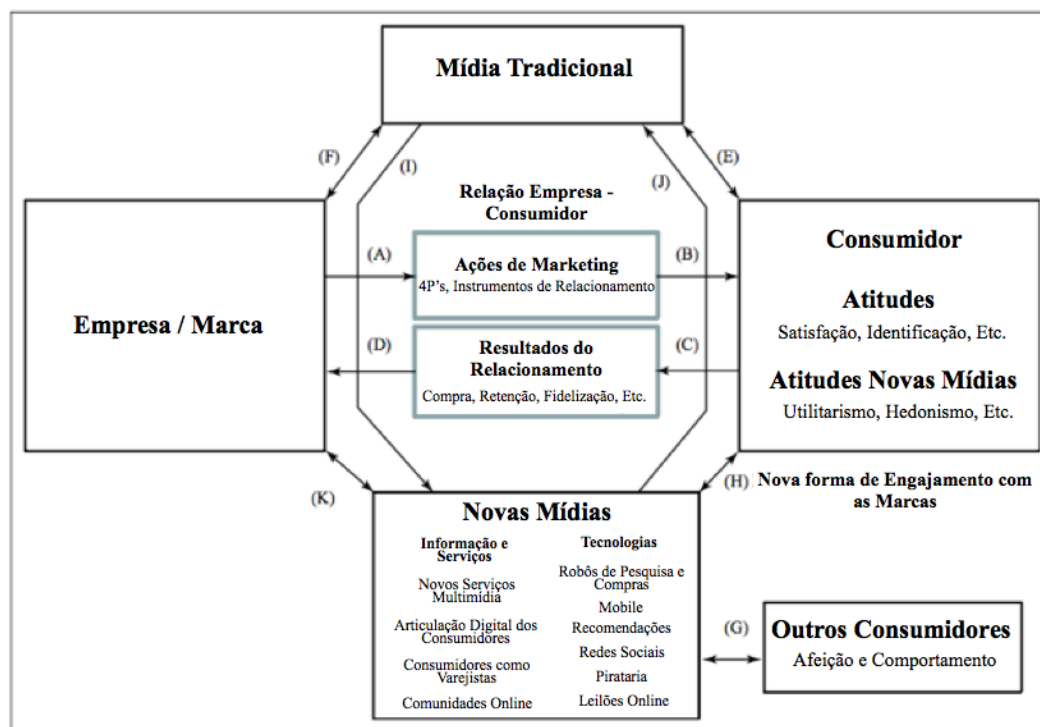 Mídia Tradicional
(F)
(I)
(J)
(E)
Relação Empresa -
Consumidor
Empresa / Marca
(A)
Ações de Marketing
4P's, Instrumentos de Relacionamento
(B)
(D)
Resultados do
Relacionamento
Compra, Retenção, Fidelização, Etc.
(C)
Consumidor
Atitudes
Satisfação, Identificação, Etc.
Atitudes Novas Mídias
Utilitarismo, Hedonismo, Etc.
(K)
(H)
Nova forma de Engajamento com
as Marcas
Novas Mídias
Informação e
Serviços
Novos Serviços
Multimídia
Articulação Digital dos
Consumidores
Consumidores como
Varejistas
Comunidades Online
Tecnologias
Robôs de Pesquisa e
Compras
Mobile
Recomendações
Redes Sociais
Pirataria
Leilões Online
(G)
Outros Consumidores
Afeição e Comportamento